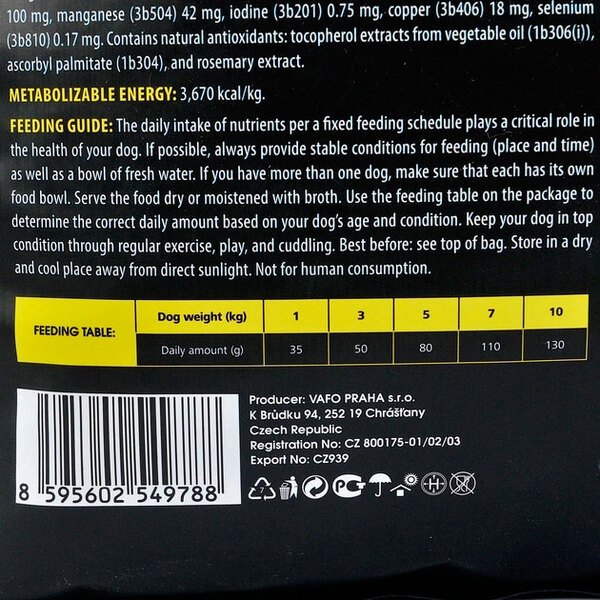 100 mg, manganese (3b504) 42 mg, iodine (3b201) 0.75 mg, copper (3b406) 18 mg, selenium
(3b810) 0.17 mg. Contains natural antioxidants: tocopherol extracts from vegetable oil (1b306(i)),
ascorbyl palmitate (1b304), and rosemary extract.
METABOLIZABLE ENERGY: 3,670 kcal/kg.
FEEDING GUIDE: The daily intake of nutrients per a fixed feeding schedule plays a critical role in
the health of your dog. If possible, always provide stable conditions for feeding (place and time)
as well as a bowl of fresh water. If you have more than one dog, make sure that each has its own
food bowl. Serve the food dry or moistened with broth. Use the feeding table on the package to
determine the correct daily amount based on your dog's age and condition. Keep your dog in top
condition through regular exercise, play, and cuddling. Best before: see top of bag. Store in a dry
and cool place away from direct sunlight. Not for human consumption.
FEEDING TABLE:
Dog weight (kg) 1 3 5 7 10
Daily amount (g) 35 50 80 110 130
Producer: VAFO PRAHA s.r.o.
K Brůdku 94, 252 19 Chrášťany
Czech Republic
Registration No: CZ 800175-01/02/03
Export No: CZ939
8 595602 549788
7 PG H